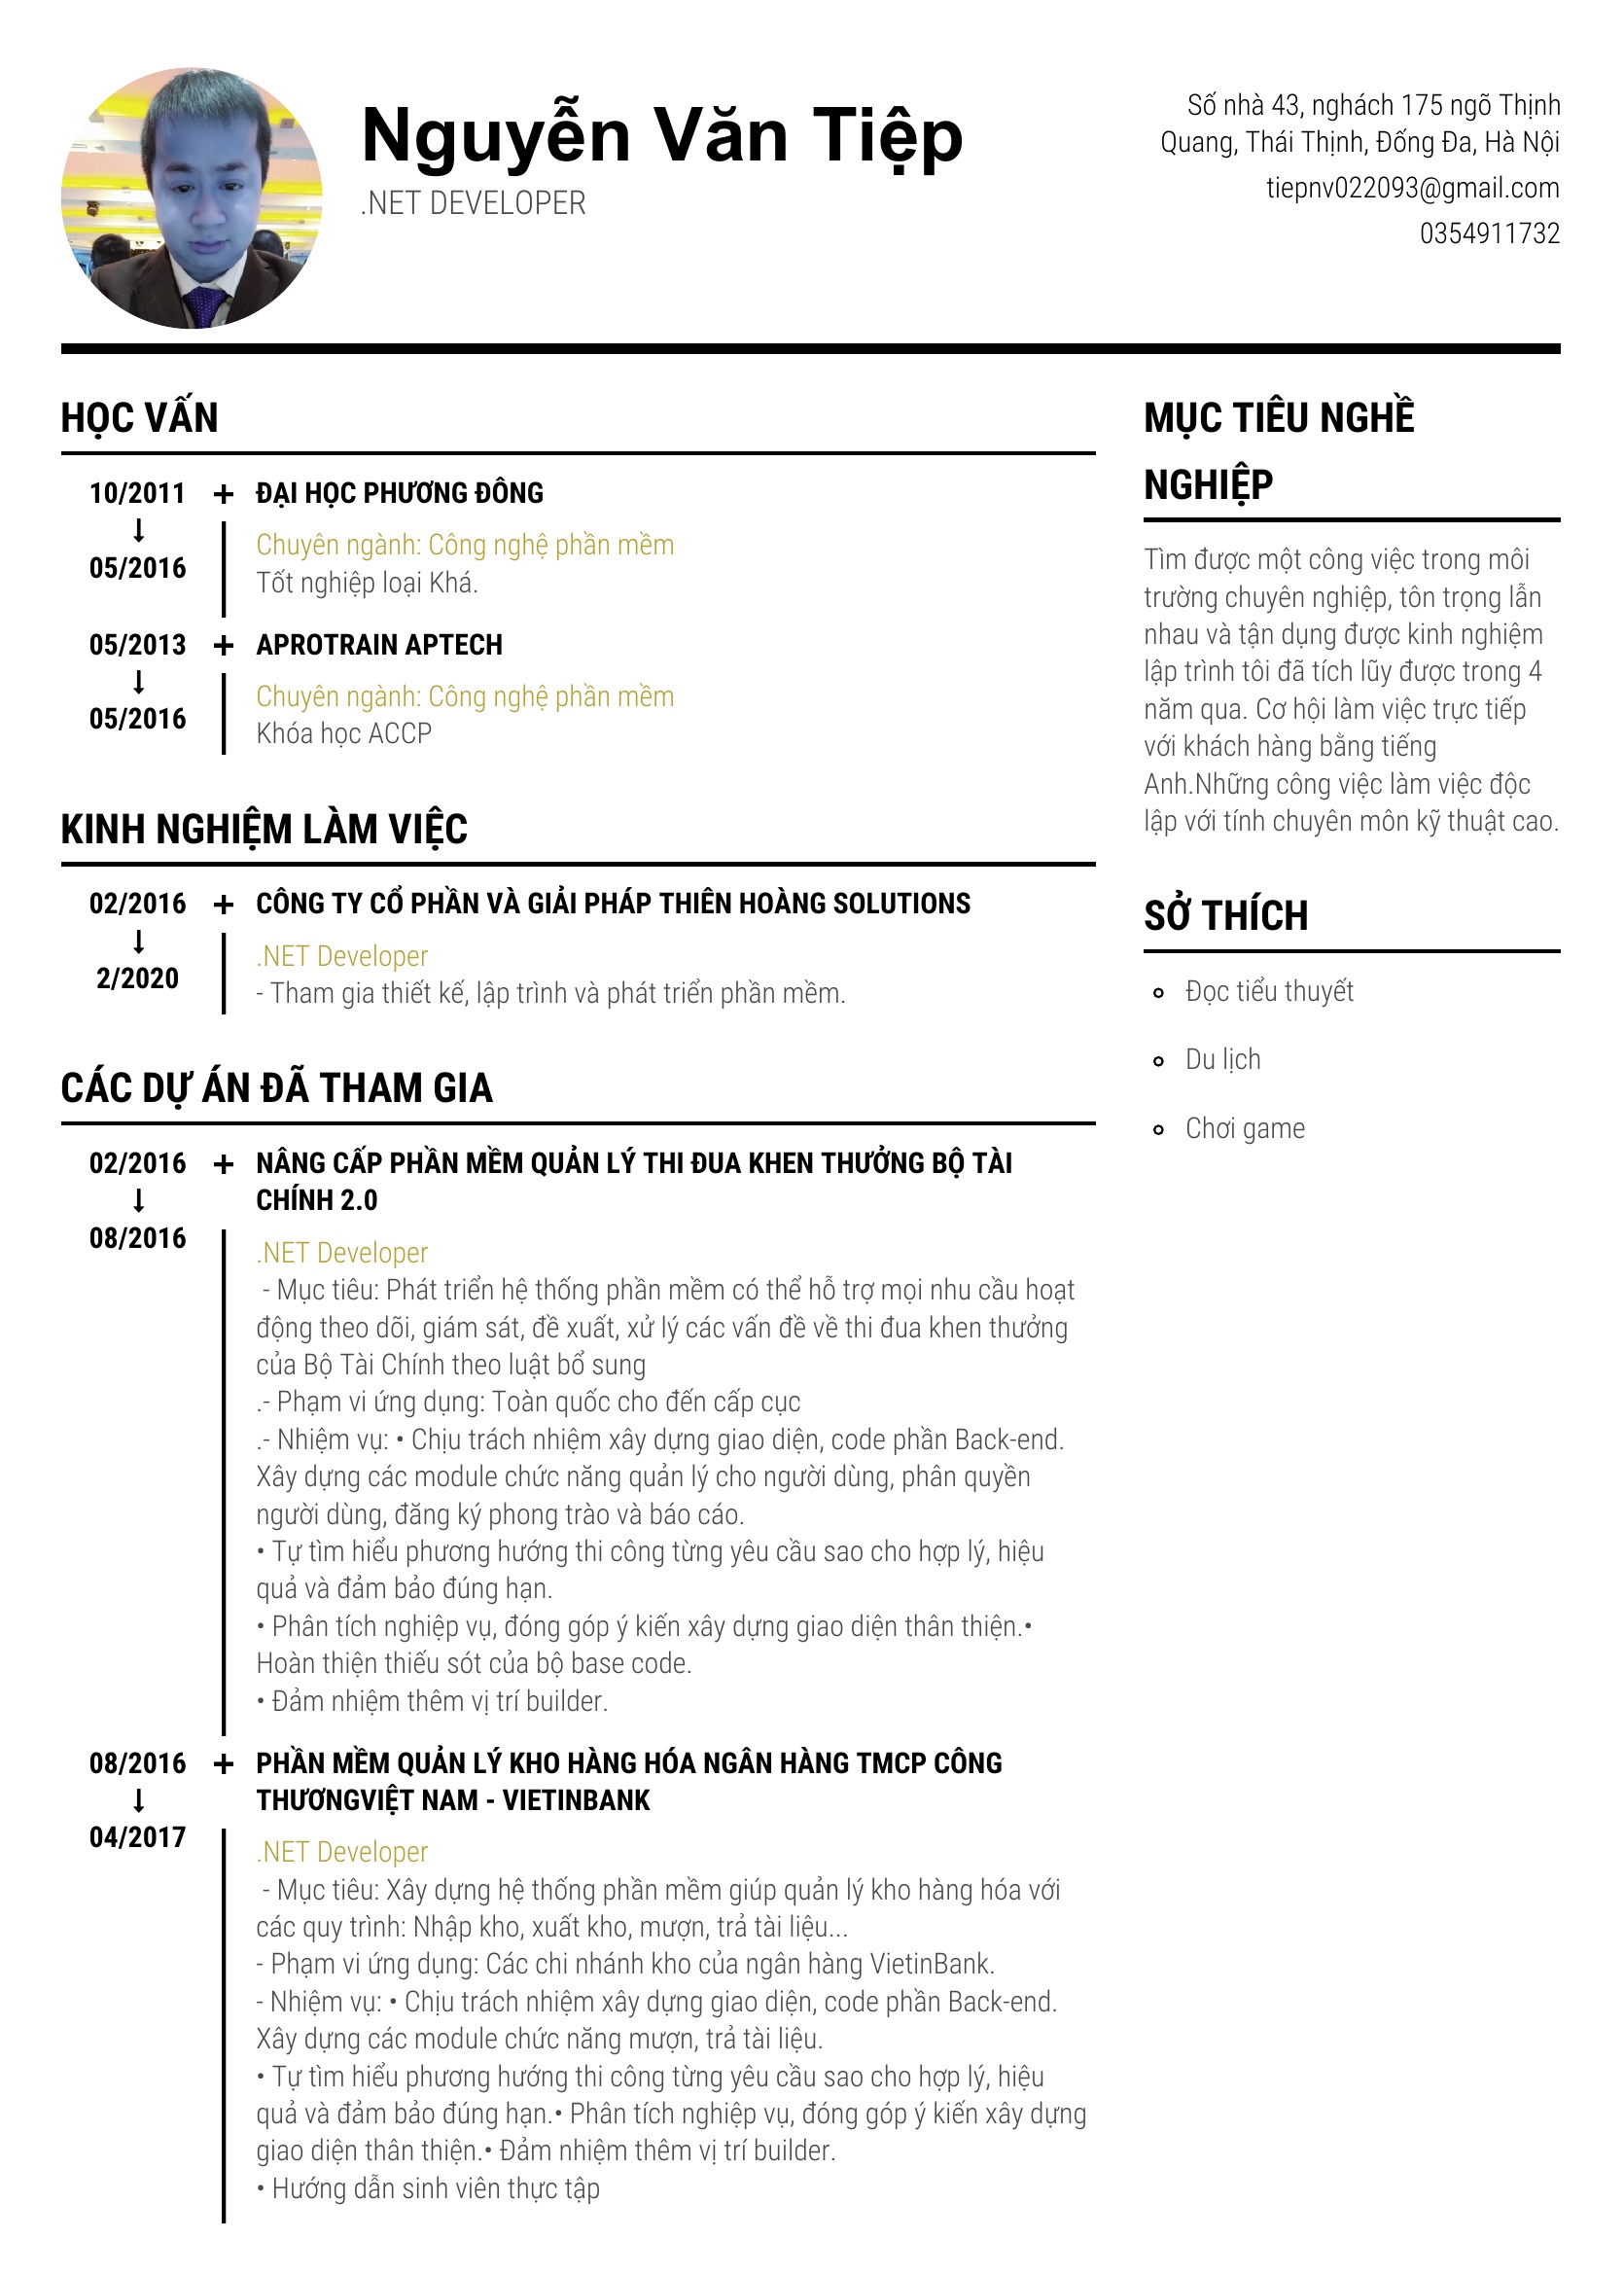 Nguyễn Văn Tiệp
.NET DEVELOPER
Số nhà 43, nghách 175 ngõ Thịnh
Quang, Thái Thịnh, Đống Đa, Hà Nội
tiepnv022093@gmail.com
0354911732
HỌC VẤN
10/2011
05/2016
ĐẠI HỌC PHƯƠNG ĐÔNG
Chuyên ngành: Công nghệ phần mềm
Tốt nghiệp loại Khá.
05/2013
05/2016
APROTRAIN APTECH
Chuyên ngành: Công nghệ phần mềm
Khóa học ACCP
KINH NGHIỆM LÀM VIỆC
02/2016
2/2020
CÔNG TY CỔ PHẦN VÀ GIẢI PHÁP THIÊN HOÀNG SOLUTIONS
.NET Developer
- Tham gia thiết kế, lập trình và phát triển phần mềm.
CÁC DỰ ÁN ĐÃ THAM GIA
02/2016
08/2016
NÂNG CẤP PHẦN MỀM QUẢN LÝ THI ĐUA KHEN THƯỞNG BỘ TÀI
CHÍNH 2.0
.NET Developer
- Mục tiêu: Phát triển hệ thống phần mềm có thể hỗ trợ mọi nhu cầu hoạt
động theo dõi, giám sát, đề xuất, xử lý các vấn đề về thi đua khen thưởng
của Bộ Tài Chính theo luật bổ sung
.- Phạm vi ứng dụng: Toàn quốc cho đến cấp cục
.- Nhiệm vụ: • Chịu trách nhiệm xây dựng giao diện, code phần Back-end.
Xây dựng các module chức năng quản lý cho người dùng, phân quyền
người dùng, đăng ký phong trào và báo cáo.
• Tự tìm hiểu phương hướng thi công từng yêu cầu sao cho hợp lý, hiệu
quả và đảm bảo đúng hạn.
• Phân tích nghiệp vụ, đóng góp ý kiến xây dựng giao diện thân thiện.•
Hoàn thiện thiếu sót của bộ base code.
• Đảm nhiệm thêm vị trí builder.
08/2016
04/2017
PHẦN MỀM QUẢN LÝ KHO HÀNG HÓA NGÂN HÀNG TMCP CÔNG
THƯƠNGVIỆT NAM - VIETINBANK
.NET Developer
- Mục tiêu: Xây dựng hệ thống phần mềm giúp quản lý kho hàng hóa với
các quy trình: Nhập kho, xuất kho, mượn, trả tài liệu...
- Phạm vi ứng dụng: Các chi nhánh kho của ngân hàng VietinBank.
- Nhiệm vụ: • Chịu trách nhiệm xây dựng giao diện, code phần Back-end.
Xây dựng các module chức năng mượn, trả tài liệu.
• Tự tìm hiểu phương hướng thi công từng yêu cầu sao cho hợp lý, hiệu
quả và đảm bảo đúng hạn.• Phân tích nghiệp vụ, đóng góp ý kiến xây dựng
giao diện thân thiện.• Đảm nhiệm thêm vị trí builder.
• Hướng dẫn sinh viên thực tập
MỤC TIÊU NGHỀ
NGHIỆP
Tìm được một công việc trong môi
trường chuyên nghiệp, tôn trọng lẫn
nhau và tận dụng được kinh nghiệm
lập trình tôi đã tích lũy được trong 4
năm qua. Cơ hội làm việc trực tiếp
với khách hàng bằng tiếng
Anh.Những công việc làm việc độc
lập với tính chuyên môn kỹ thuật cao.
SỞ THÍCH
Đọc tiểu thuyết
Du lịch
Chơi game